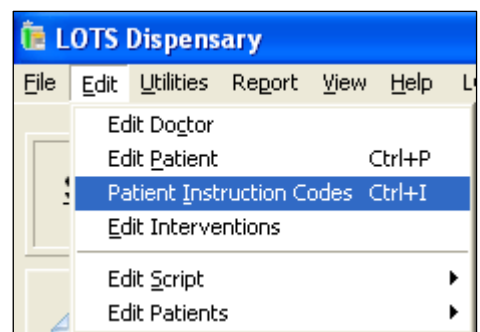 LOTS Dispensary
File Edit Utilities Report View Help
Edit Doctor
Edit Patient Ctrl+P
Patient Instruction Codes Ctrl+I
Edit Interventions
Edit Script
Edit Patients